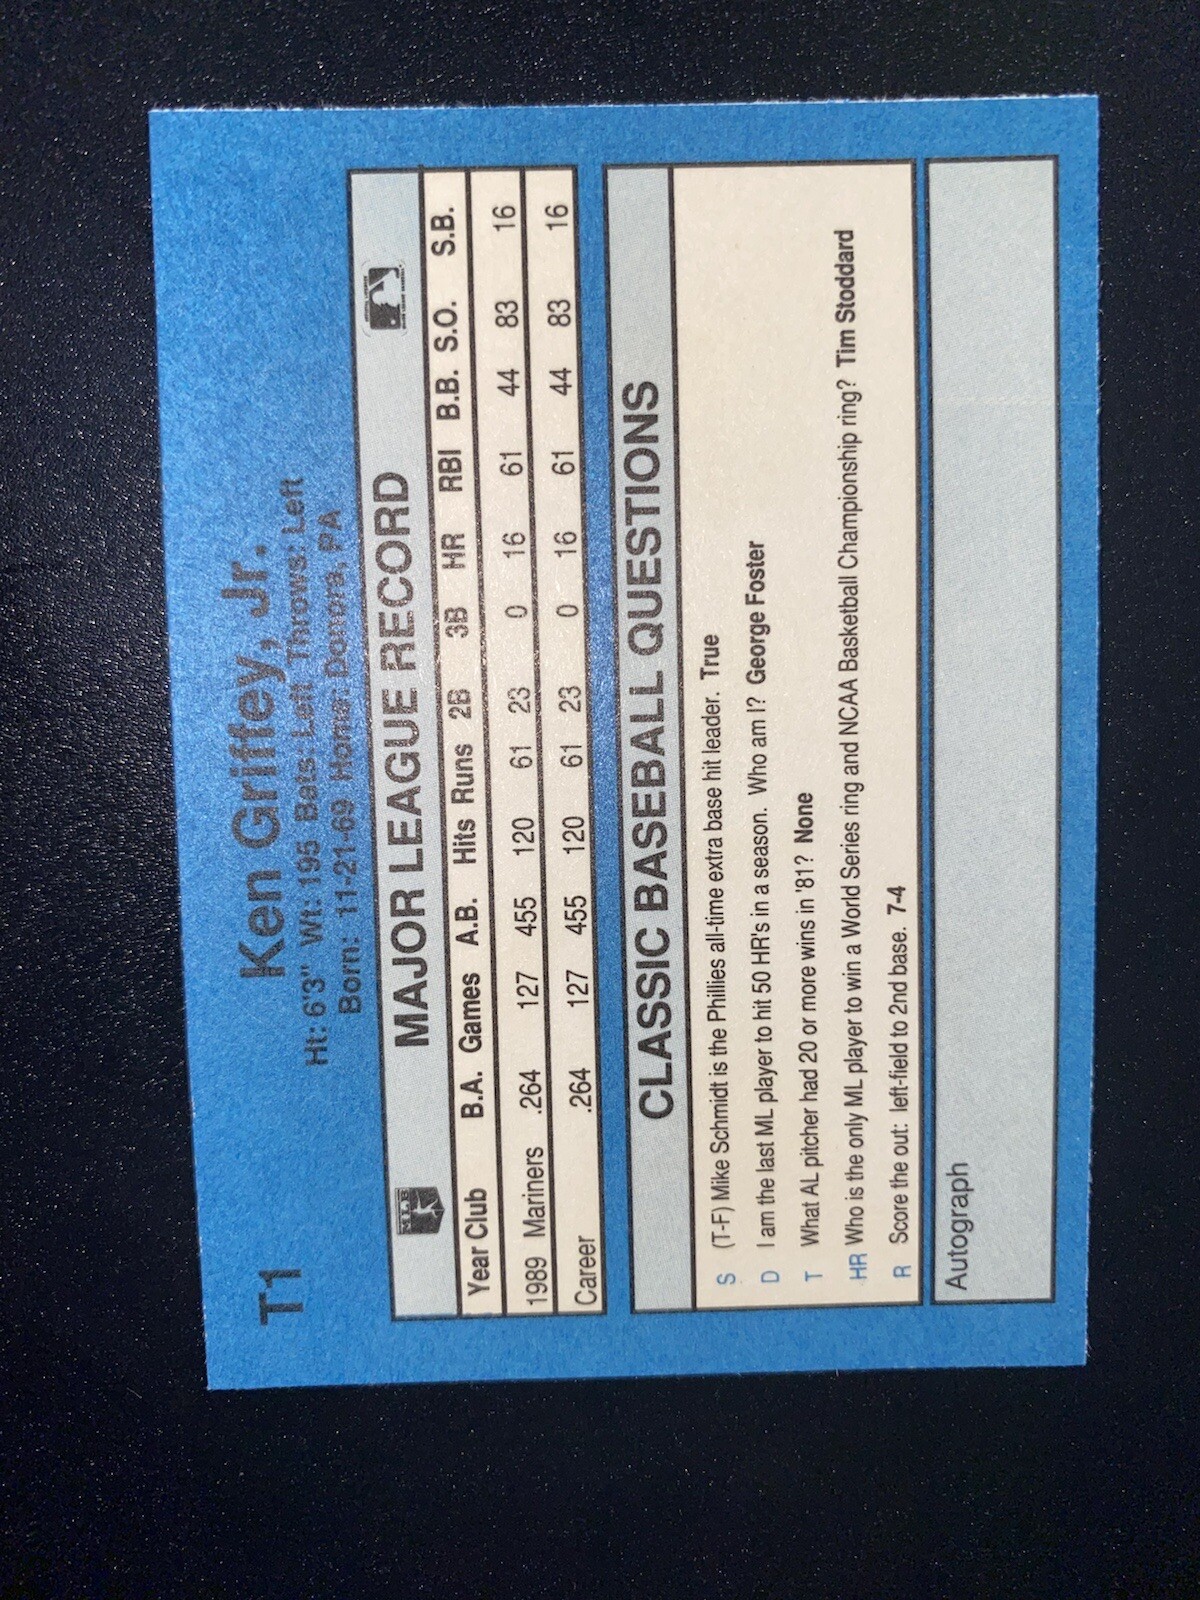 T1
Ken Griffey, Jr.
Ht: 6'3" Wt: 195 Bats: Left Throws: Left
Born: 11-21-69 Home: Donora, PA
MLB
MAJOR LEAGUE RECORD
Year Club B.A. Games A.B. Hits Runs 2B 3B HR RBI B.B. S.O. S.B.
1989 Mariners .264 127 455 120 61 23 0 16 61 44 83 16
Career .264 127 455 120 61 23 0 16 61 44 83 16
CLASSIC BASEBALL QUESTIONS
S (T-F) Mike Schmidt is the Phillies all-time extra base hit leader. True
D I am the last ML player to hit 50 HR's in a season. Who am I? George Foster
T What AL pitcher had 20 or more wins in '81? None
HR Who is the only ML player to win a World Series ring and NCAA Basketball Championship ring? Tim Stoddard
R Score the out: left-field to 2nd base. 7-4
Autograph